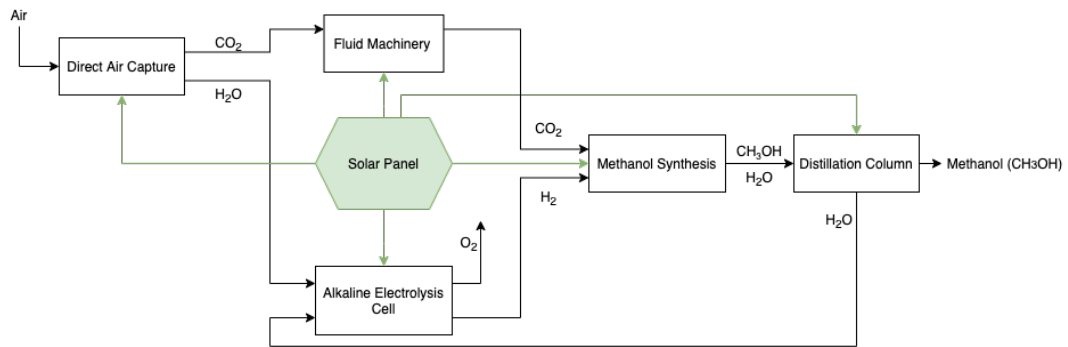 Air
Direct Air Capture
CO₂
H₂O
Fluid Machinery
Solar Panel
CO₂
H₂
Methanol Synthesis
CH₃OH
H₂O
Distillation Column
Methanol (CH3OH)
H₂O
O₂
Alkaline Electrolysis
Cell